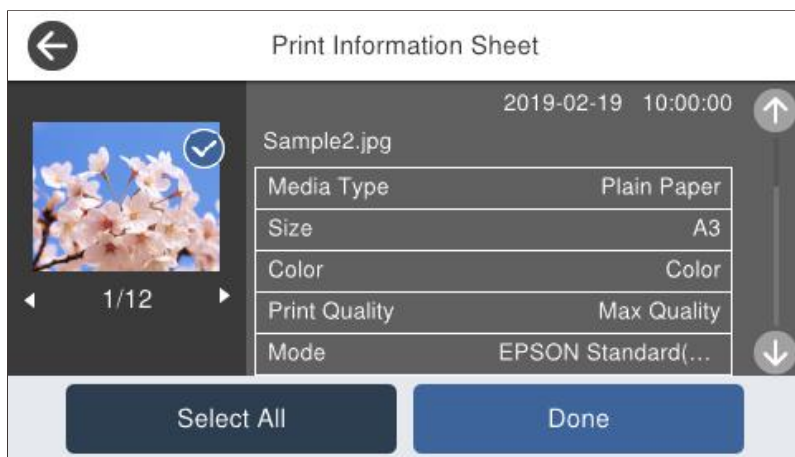 Print Information Sheet
2019-02-19 10:00:00
Sample2.jpg
Media Type Plain Paper
Size A3
Color Color
Print Quality Max Quality
Mode EPSON Standard(...
1/12
Select All
Done